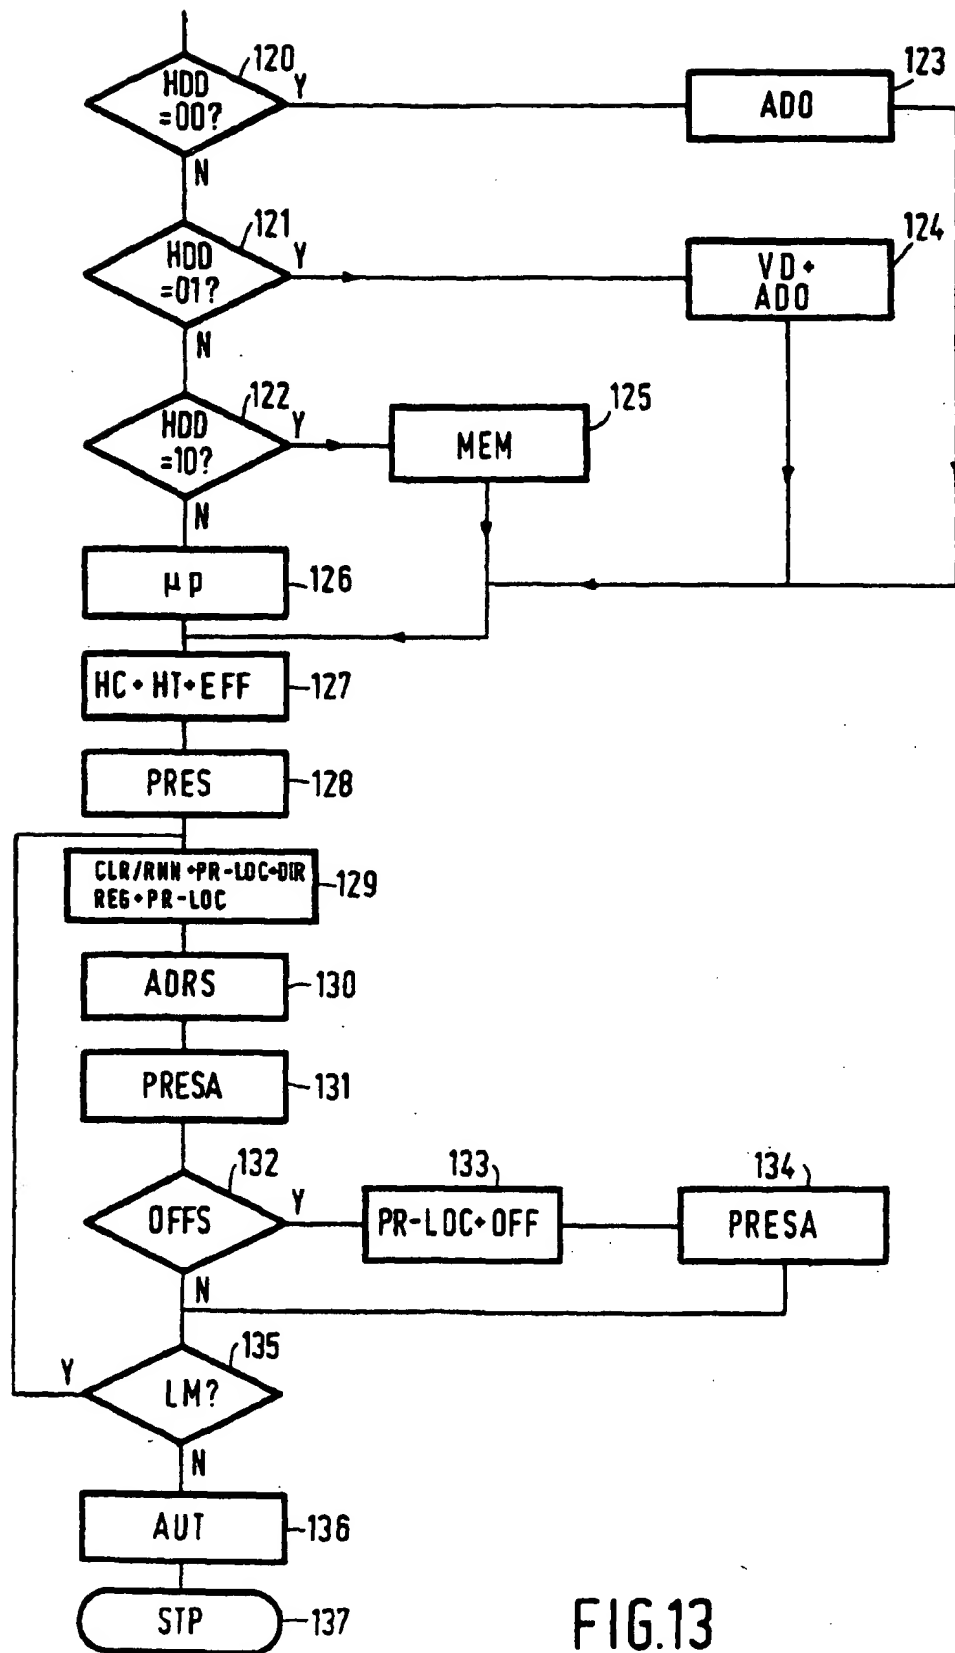 120
HDD
=00?
Y
N
123
ADO
121
HDD
=01?
Y
N
124
VD+
ADO
122
HDD
=10?
Y
N
125
MEM
μp
126
HC+HT+EFF
127
PRES
128
CLR/RNN+PR-LOC+DIR
REG+PR-LOC
129
ADRS
130
PRESA
131
132
OFFS
Y
N
133
PR-LOC+OFF
134
PRESA
135
Y
LM?
N
AUT
136
STP
137
FIG.13